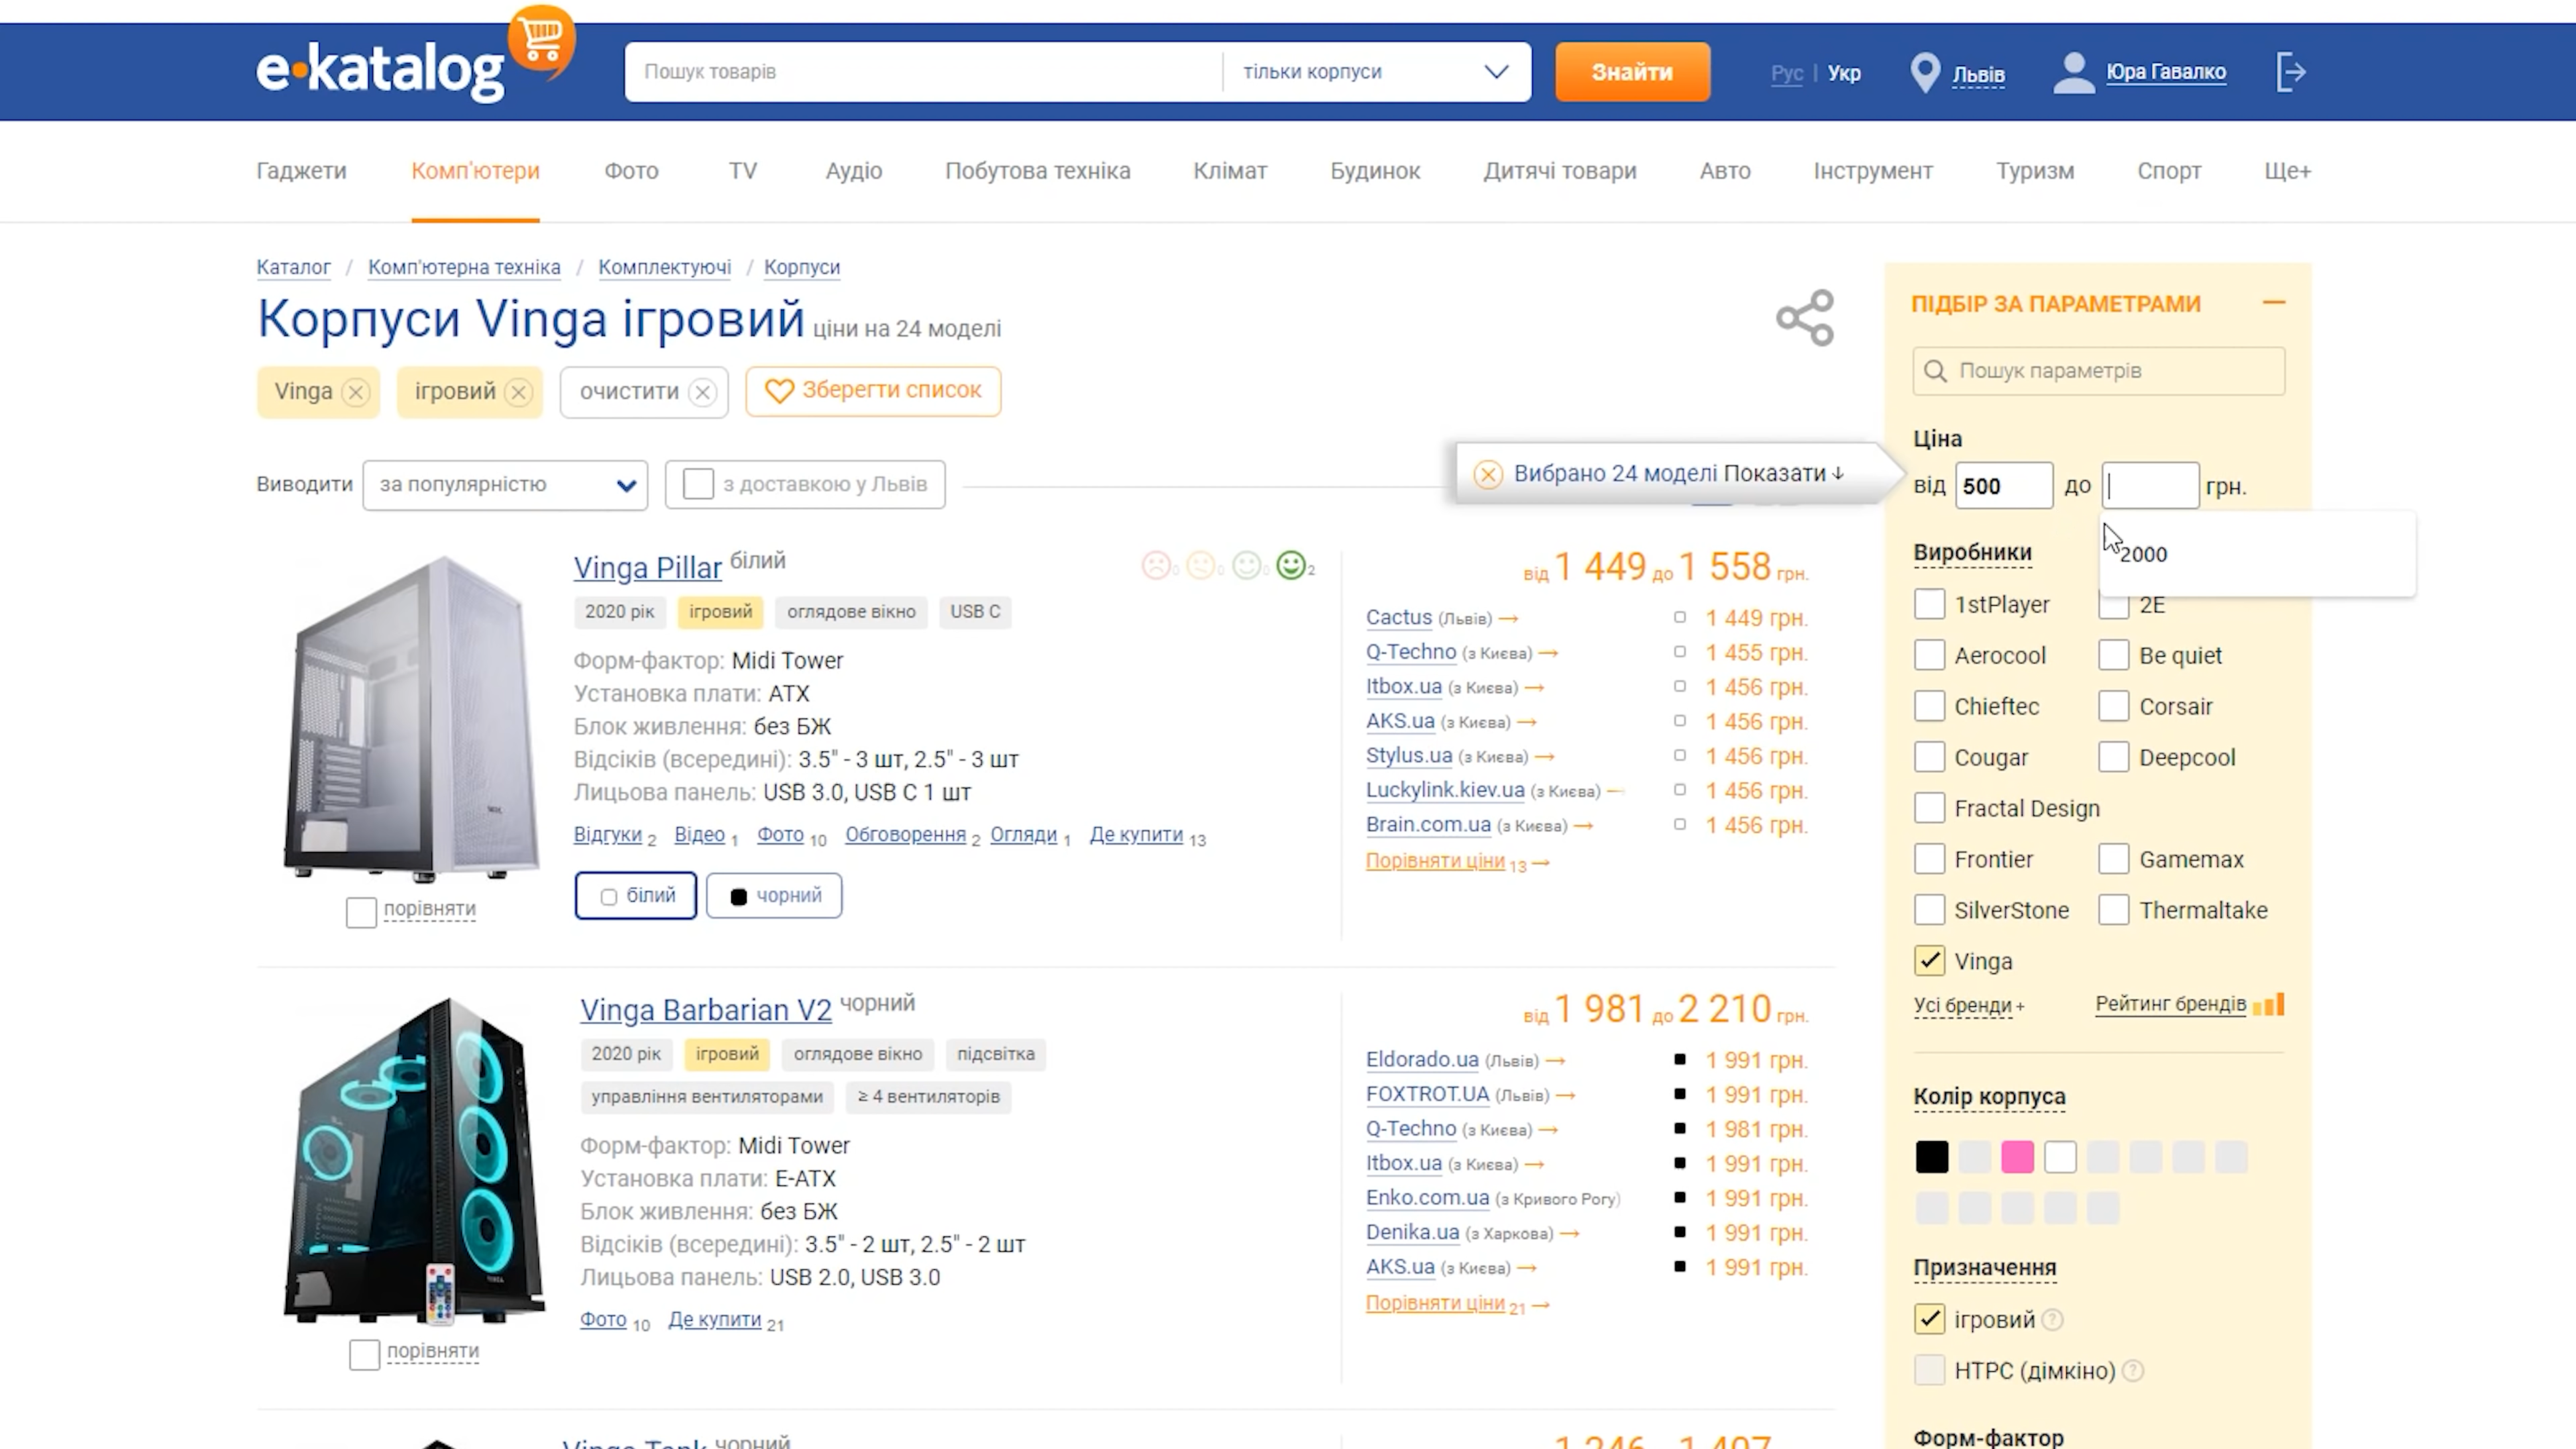 e·katalog
Пошук товарів
тільки корпуси
Знайти
Рус | Укр
Львів
Юра Гавалко
Гаджети Комп'ютери Фото TV Аудіо Побутова техніка Клімат Будинок Дитячі товари Авто Інструмент Туризм Спорт Ще+
Каталог / Комп'ютерна техніка / Комплектуючі / Корпуси
Корпуси Vinga ігровий ціни на 24 моделі
Vinga ігровий очистити Зберегти список
Виводити за популярністю з доставкою у Львів
Вибрано 24 моделі Показати ↓
Vinga Pillar білий
0 0 0 2
2020 рік ігровий оглядове вікно USB C
Форм-фактор: Midi Tower
Установка плати: ATX
Блок живлення: без БЖ
Відсіків (всередині): 3.5" - 3 шт, 2.5" - 3 шт
Лицьова панель: USB 3.0, USB C 1 шт
Відгуки 2 Відео 1 Фото 10 Обговорення 2 Огляди 1 Де купити 13
білий чорний
порівняти
від 1 449 до 1 558 грн.
Cactus (Львів) → 1 449 грн.
Q-Techno (з Києва) → 1 455 грн.
Itbox.ua (з Києва) → 1 456 грн.
AKS.ua (з Києва) → 1 456 грн.
Stylus.ua (з Києва) → 1 456 грн.
Luckylink.kiev.ua (з Києва) 1 456 грн.
Brain.com.ua (з Києва) → 1 456 грн.
Порівняти ціни 13 →
Vinga Barbarian V2 чорний
2020 рік ігровий оглядове вікно підсвітка
управління вентиляторами ≥ 4 вентиляторів
Форм-фактор: Midi Tower
Установка плати: E-ATX
Блок живлення: без БЖ
Відсіків (всередині): 3.5" - 2 шт, 2.5" - 2 шт
Лицьова панель: USB 2.0, USB 3.0
Фото 10 Де купити 21
порівняти
від 1 981 до 2 210 грн.
Eldorado.ua (Львів) → 1 991 грн.
FOXTROT.UA (Львів) → 1 991 грн.
Q-Techno (з Києва) → 1 981 грн.
Itbox.ua (з Києва) → 1 991 грн.
Enko.com.ua (з Кривого Рогу) 1 991 грн.
Denika.ua (з Харкова) → 1 991 грн.
AKS.ua (з Києва) → 1 991 грн.
Порівняти ціни 21 →
Vinga Tank чорний
1 246 1 407
ПІДБІР ЗА ПАРАМЕТРАМИ
Пошук параметрів
Ціна
від 500 до грн.
2000
Виробники
1stPlayer 2E
Aerocool Be quiet
Chieftec Corsair
Cougar Deepcool
Fractal Design
Frontier Gamemax
SilverStone Thermaltake
Vinga
Усі бренди + Рейтинг брендів
Колір корпуса
Призначення
ігровий ?
HTPC (дімкіно) ?
Форм-фактор